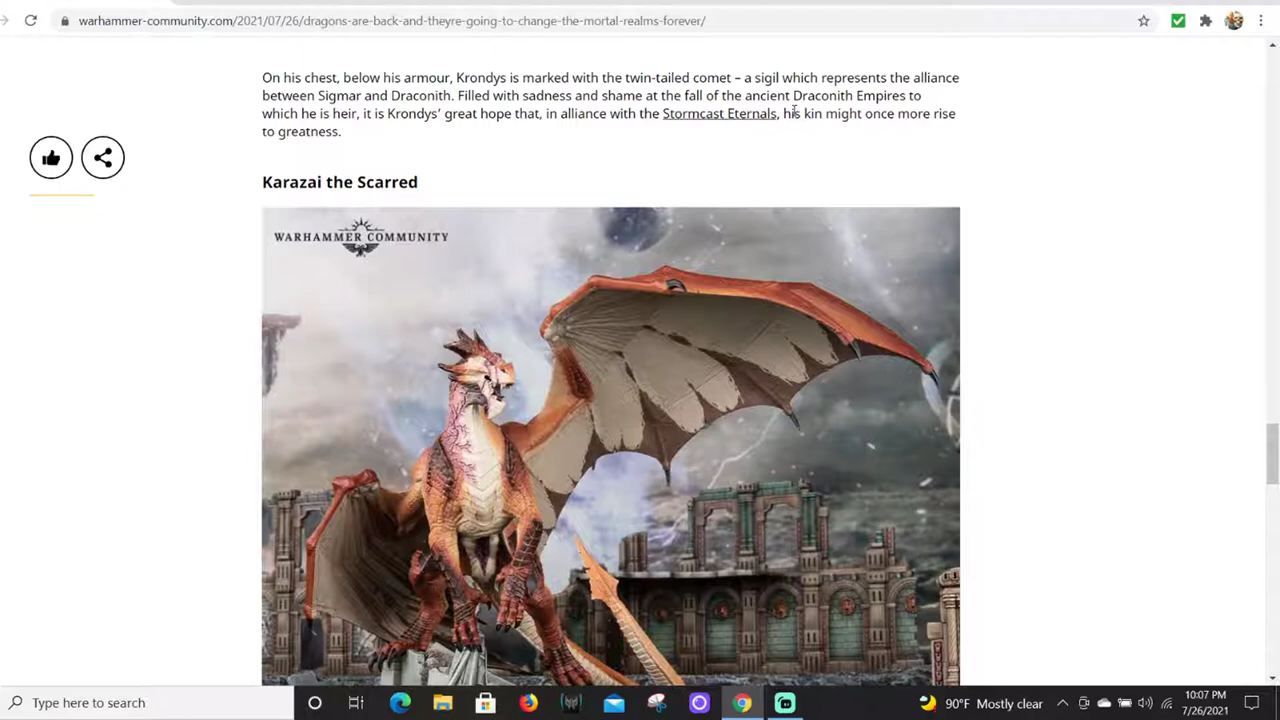 warhammer-community.com/2021/07/26/dragons-are-back-and-theyre-going-to-change-the-mortal-realms-forever/
On his chest, below his armour, Krondys is marked with the twin-tailed comet – a sigil which represents the alliance
between Sigmar and Draconith. Filled with sadness and shame at the fall of the ancient Draconith Empires to
which he is heir, it is Krondys’ great hope that, in alliance with the Stormcast Eternals, his kin might once more rise
to greatness.
Karazai the Scarred
WARHAMMER COMMUNITY
Type here to search
90°F Mostly clear
10:07 PM
7/26/2021